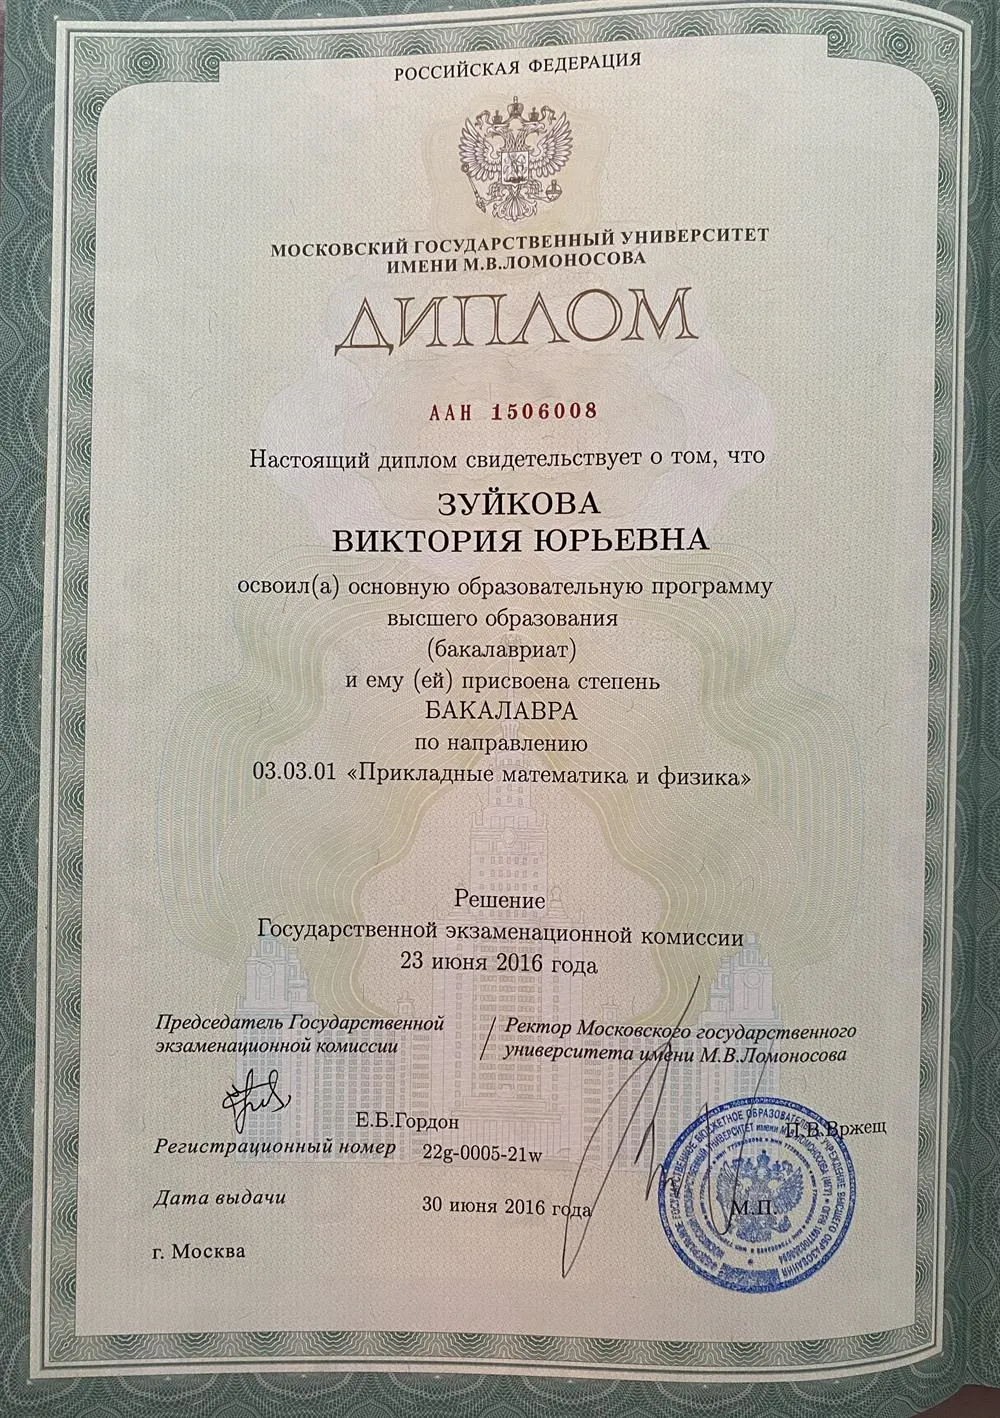 РОССИЙСКАЯ ФЕДЕРАЦИЯ
МОСКОВСКИЙ ГОСУДАРСТВЕННЫЙ УНИВЕРСИТЕТ
ИМЕНИ М.В.ЛОМОНОСОВА
ДИПЛОМ
ААН 1506008
Настоящий диплом свидетельствует о том, что
ЗУЙКОВА
ВИКТОРИЯ ЮРЬЕВНА
освоил(а) основную образовательную программу
высшего образования
(бакалавриат)
и ему (ей) присвоена степень
БАКАЛАВРА
по направлению
03.03.01 «Прикладные математика и физика»
Решение
Государственной экзаменационной комиссии
23 июня 2016 года
Председатель Государственной
экзаменационной комиссии
Е.Б.Гордон
/ Ректор Московского государственного
университета имени М.В.Ломоносова
П.В.Вржещ
М.П.
Регистрационный номер 22g-0005-21w
Дата выдачи 30 июня 2016 года
г. Москва